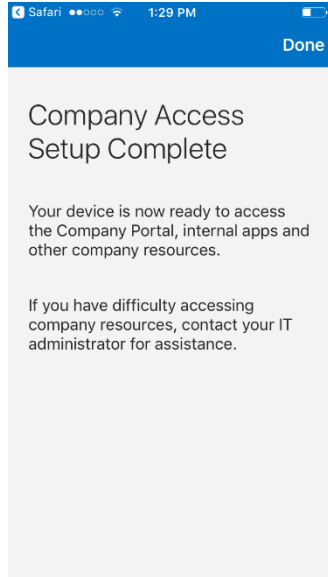 Safari 1:29 PM
Done
Company Access
Setup Complete
Your device is now ready to access
the Company Portal, internal apps and
other company resources.
If you have difficulty accessing
company resources, contact your IT
administrator for assistance.